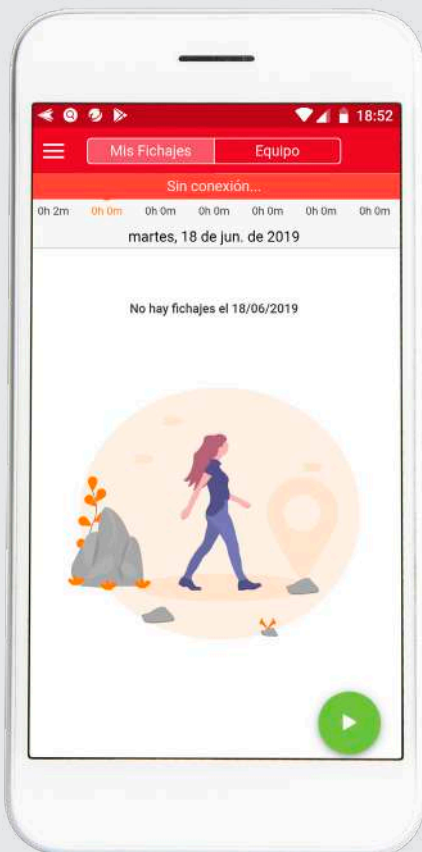 18:52
Mis Fichajes Equipo
Sin conexión...
0h 2m 0h 0m 0h 0m 0h 0m 0h 0m 0h 0m 0h 0m
martes, 18 de jun. de 2019
No hay fichajes el 18/06/2019